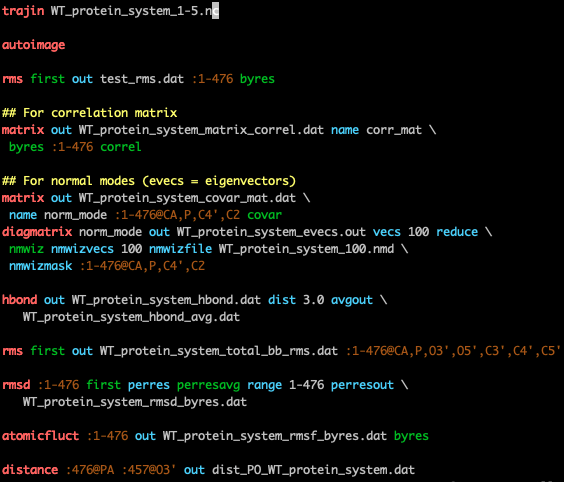 trajin WT_protein_system_1-5.nc
autoimage
rms first out test_rms.dat :1-476 byres
## For correlation matrix
matrix out WT_protein_system_matrix_correl.dat name corr_mat \
byres :1-476 correl
## For normal modes (evecs = eigenvectors)
matrix out WT_protein_system_covar_mat.dat \
name norm_mode :1-476@CA,P,C4',C2 covar
diagmatrix norm_mode out WT_protein_system_evecs.out vecs 100 reduce \
nmwiz nmwizvecs 100 nmwizfile WT_protein_system_100.nmd \
nmwizmask :1-476@CA,P,C4',C2
hbond out WT_protein_system_hbond.dat dist 3.0 avgout \
WT_protein_system_hbond_avg.dat
rms first out WT_protein_system_total_bb_rms.dat :1-476@CA,P,O3',O5',C3',C4',C5'
rmsd :1-476 first perres perresavg range 1-476 perresout \
WT_protein_system_rmsd_byres.dat
atomicfluct :1-476 out WT_protein_system_rmsf_byres.dat byres
distance :476@PA :457@O3' out dist_PO_WT_protein_system.dat